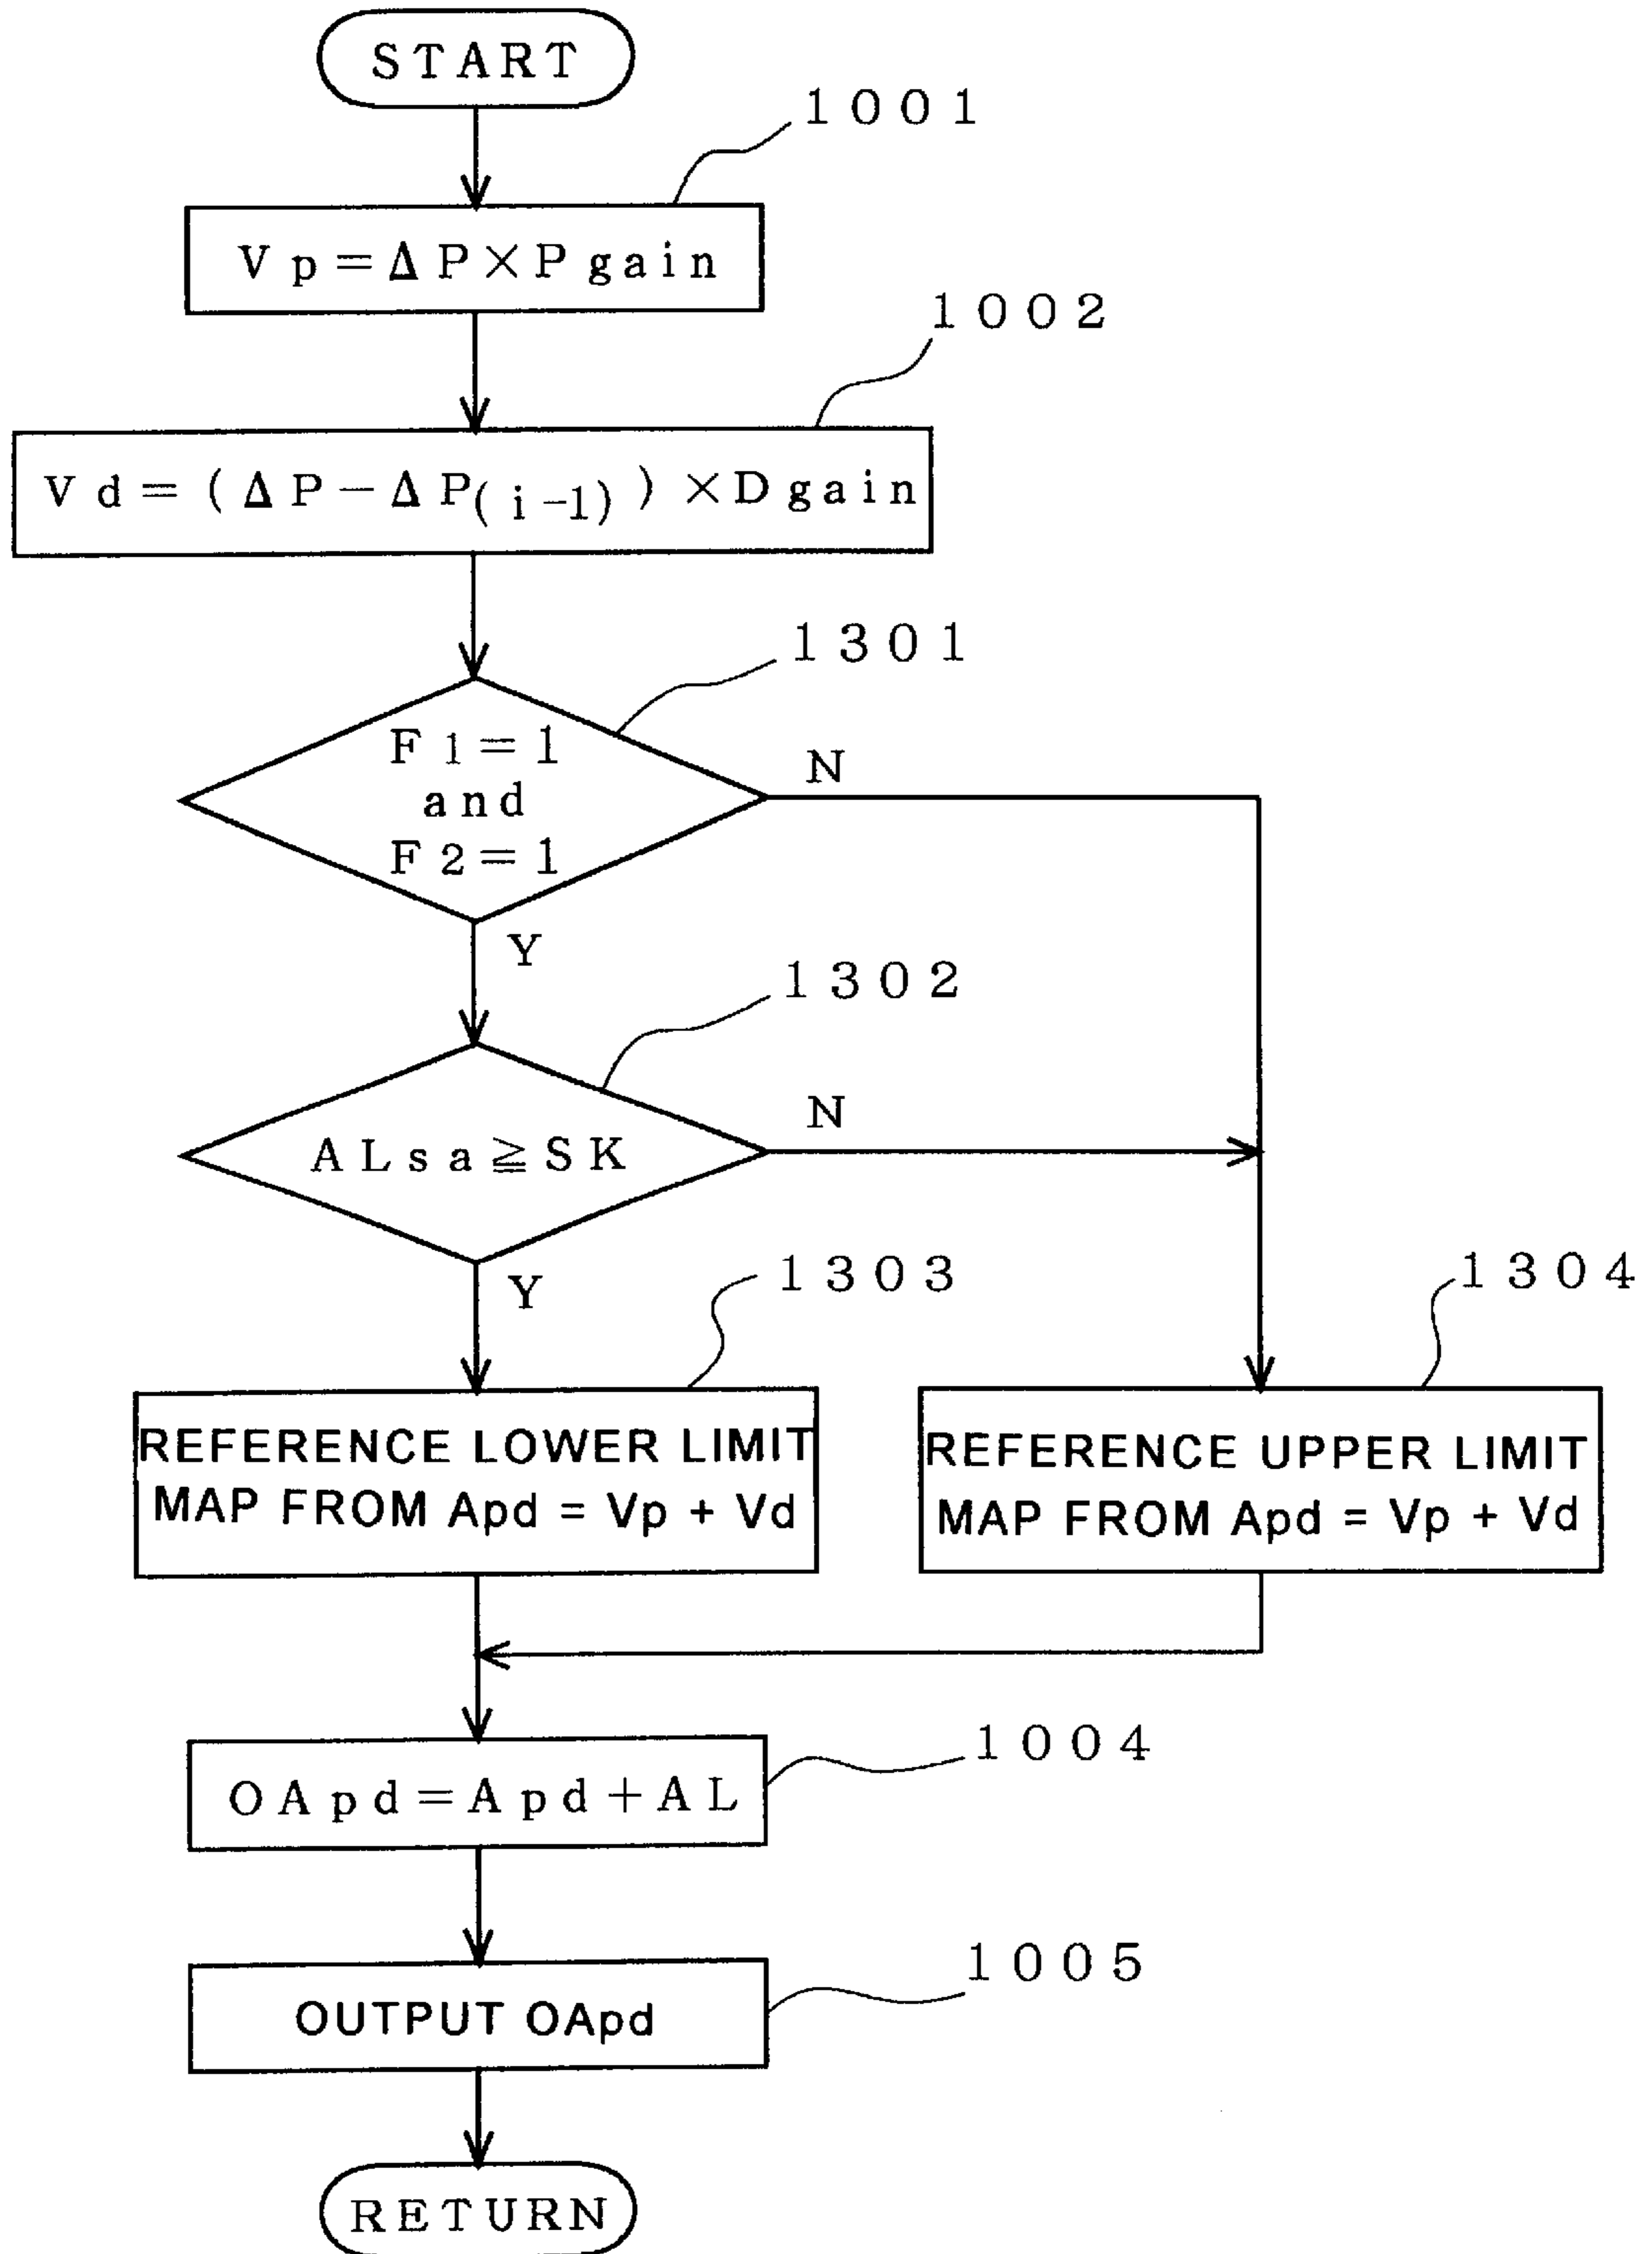 START
1001
Vp=ΔP×Pgain
1002
Vd=(ΔP-ΔP(i-1))×Dgain
1301
F1=1
and
F2=1
N
Y
1302
ALsa≧SK
N
Y
1303
1304
REFERENCE LOWER LIMIT
MAP FROM Apd = Vp + Vd
REFERENCE UPPER LIMIT
MAP FROM Apd = Vp + Vd
1004
OApd=Apd+AL
1005
OUTPUT OApd
RETURN